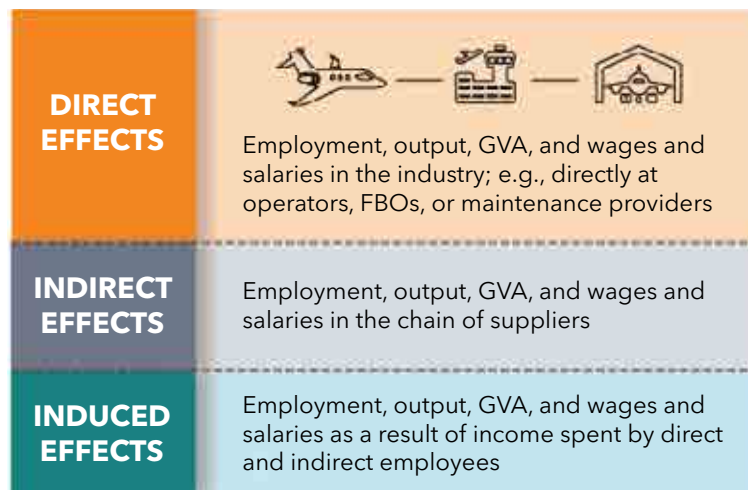 DIRECT
EFFECTS
Employment, output, GVA, and wages and
salaries in the industry; e.g., directly at
operators, FBOs, or maintenance providers
INDIRECT
EFFECTS
Employment, output, GVA, and wages and
salaries in the chain of suppliers
INDUCED
EFFECTS
Employment, output, GVA, and wages and
salaries as a result of income spent by direct
and indirect employees